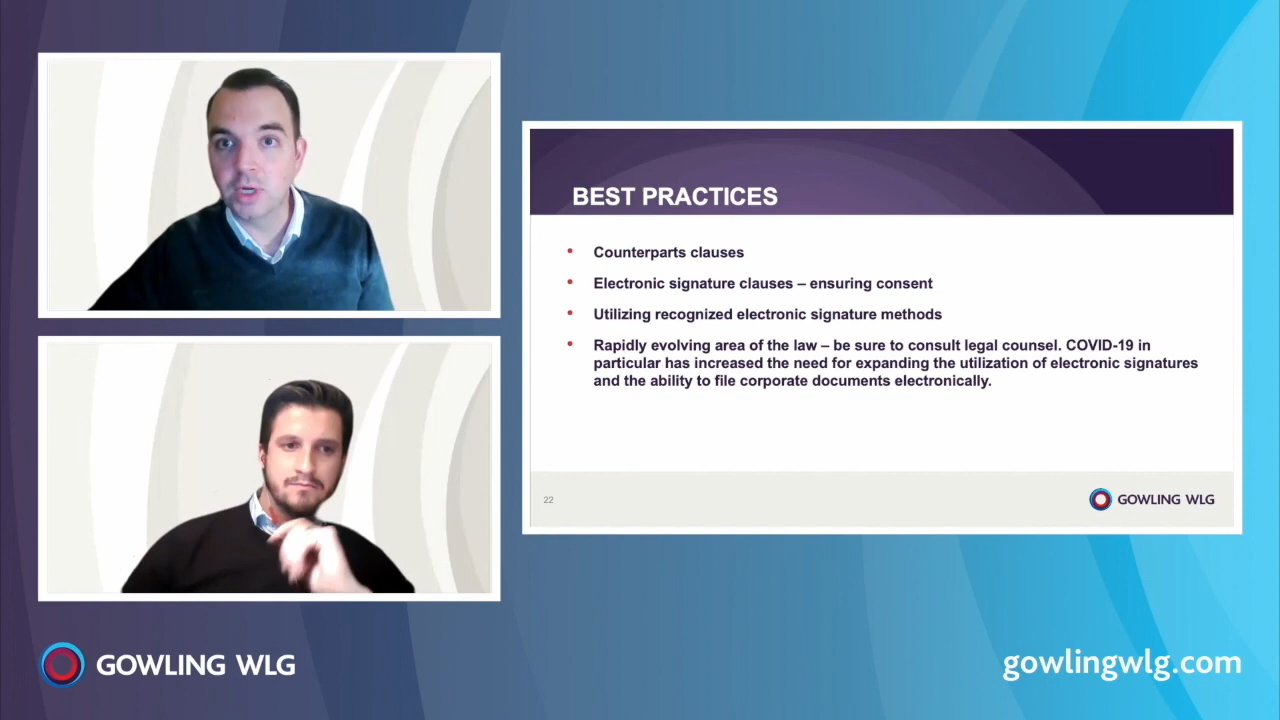 BEST PRACTICES
• Counterparts clauses
• Electronic signature clauses – ensuring consent
• Utilizing recognized electronic signature methods
• Rapidly evolving area of the law – be sure to consult legal counsel. COVID-19 in
particular has increased the need for expanding the utilization of electronic signatures
and the ability to file corporate documents electronically.
22
GOWLING WLG
GOWLING WLG
gowlingwlg.com